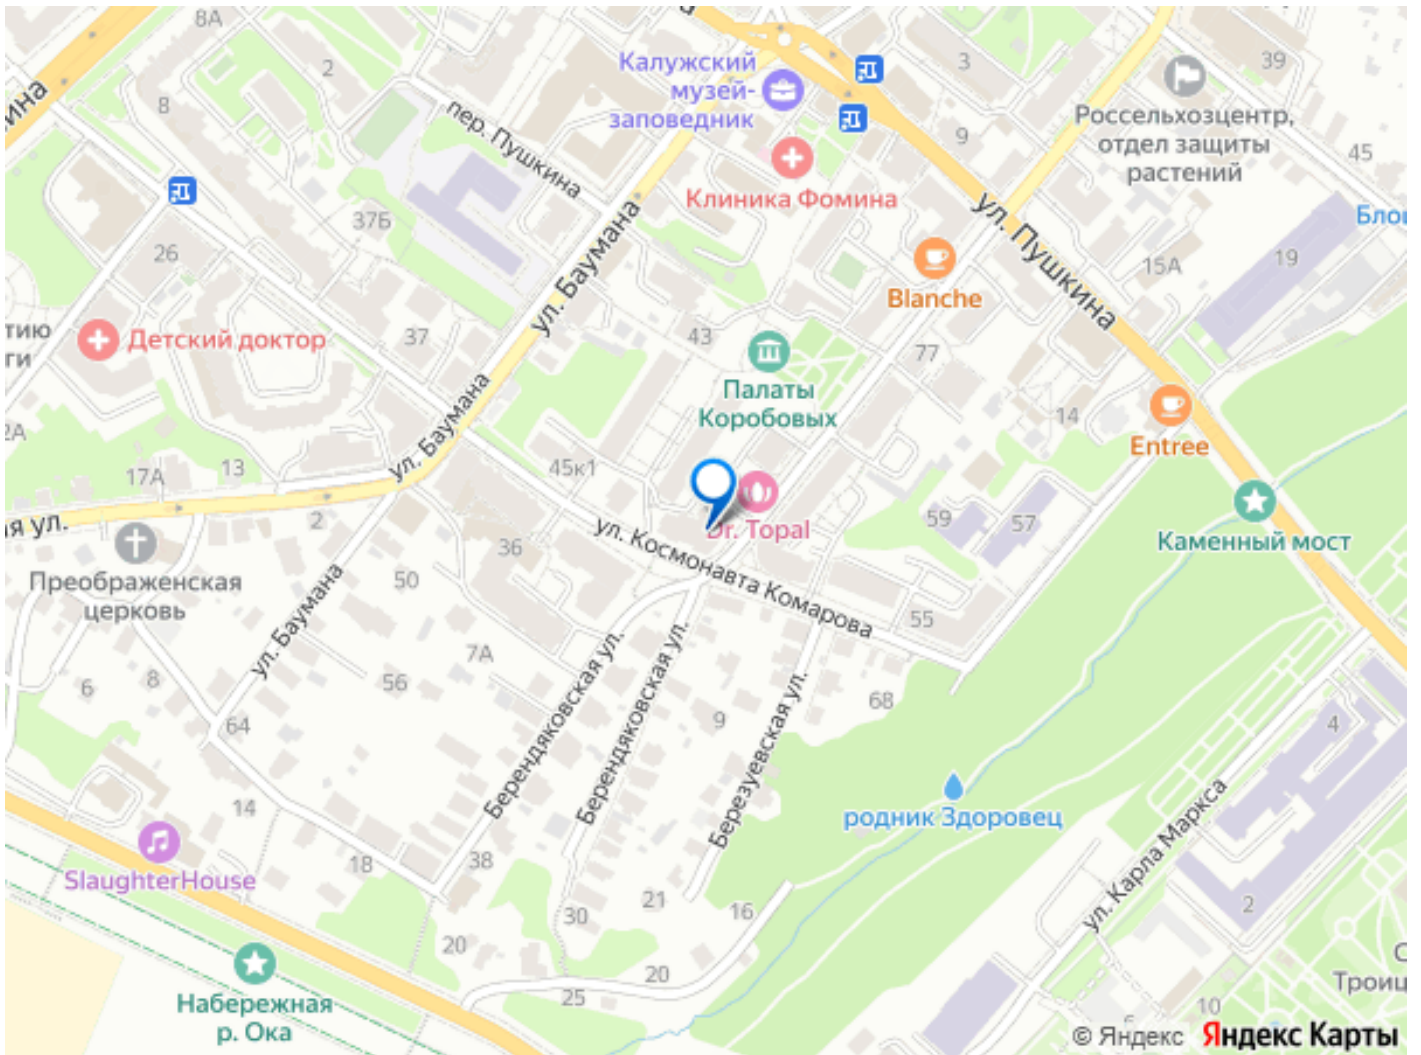 8А
2
8
пер. Пушкина
Калужский
музей-
заповедник
3
39
Россельхозцентр,
отдел защиты
растений
9
45
Клиника Фомина
ул. Пушкина
37Б
ул. Баумана
26
15А
19
Blanche
Детский доктор
37
43
77
Палаты
Коробовых
14
Entree
2А
17А
13
ул. Баумана
45к1
Dr. Topal
59
57
Каменный мост
я ул.
2
36
ул. Космонавта Комарова
Преображенская
церковь
50
ул. Баумана
55
7А
6
8
56
64
68
9
Берендяковская ул.
Берендяковская ул.
Березуевская ул.
4
родник Здоровец
ул. Карла Маркса
14
18
38
SlaughterHouse
21
16
30
2
20
20
25
Набережная
р. Ока
10
© Яндекс Яндекс Карты